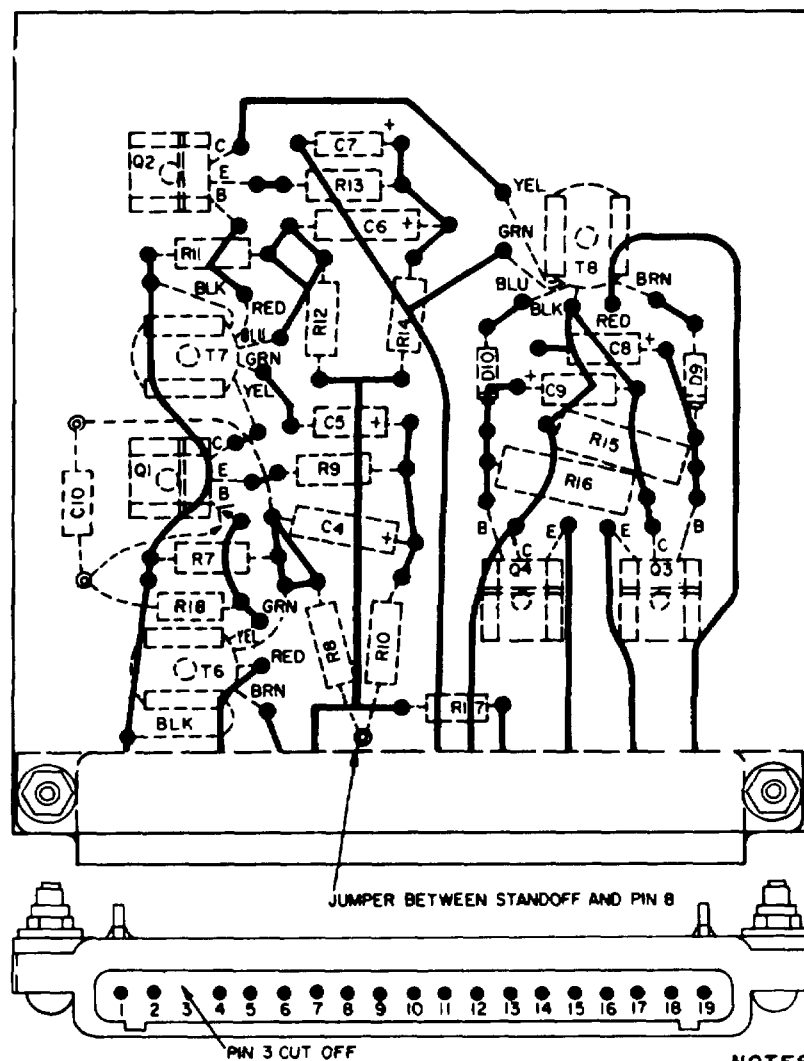 C
C7
+
Q2
E
R13
YEL
B
C6
+
GRN
R11
T8
BLK
BLU
BRN
RED
BLK
RED
R12
R14
BLU
T7
GRN
C8
+
D10
D9
YEL
+
C9
C5
+
R15
C
Q1
E
R9
R16
C10
B
C4
+
B
C
E
E
C
B
R7
Q4
Q3
R18
GRN
YEL
R8
R10
T6
RED
BRN
R17
BLK
JUMPER BETWEEN STANDOFF AND PIN 8
1 2 3 4 5 6 7 8 9 10 11 12 13 14 15 16 17 18 19
PIN 3 CUT OFF
NOTES